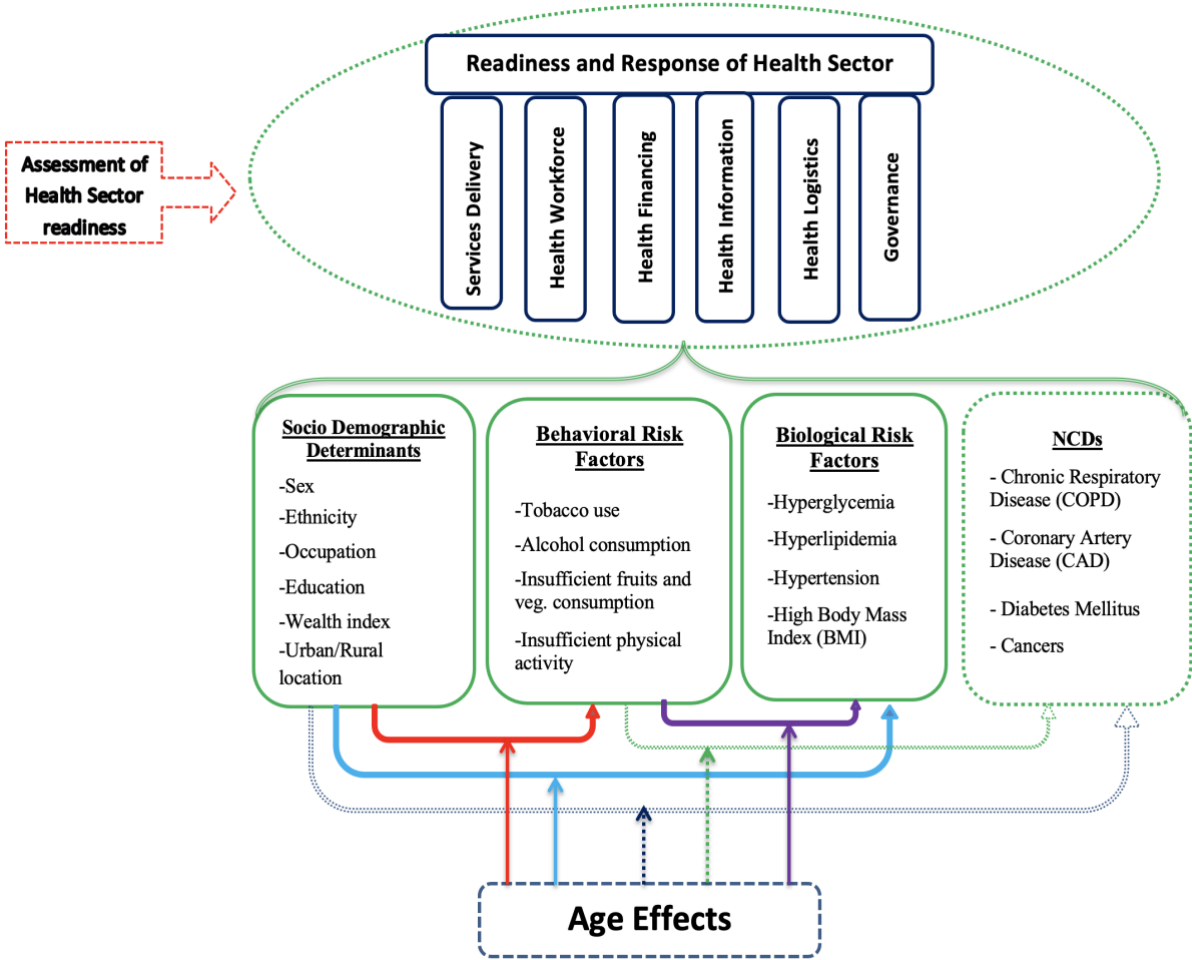 Readiness and Response of Health Sector
Assessment of
Health Sector
readiness
Services Delivery
Health Workforce
Health Financing
Health Information
Health Logistics
Governance
Socio Demographic
Determinants
-Sex
-Ethnicity
-Occupation
-Education
-Wealth index
-Urban/Rural
location
Behavioral Risk
Factors
-Tobacco use
-Alcohol consumption
-Insufficient fruits and
veg. consumption
-Insufficient physical
activity
Biological Risk
Factors
-Hyperglycemia
-Hyperlipidemia
-Hypertension
-High Body Mass
Index (BMI)
NCDs
- Chronic Respiratory
Disease (COPD)
- Coronary Artery
Disease (CAD)
- Diabetes Mellitus
- Cancers
Age Effects